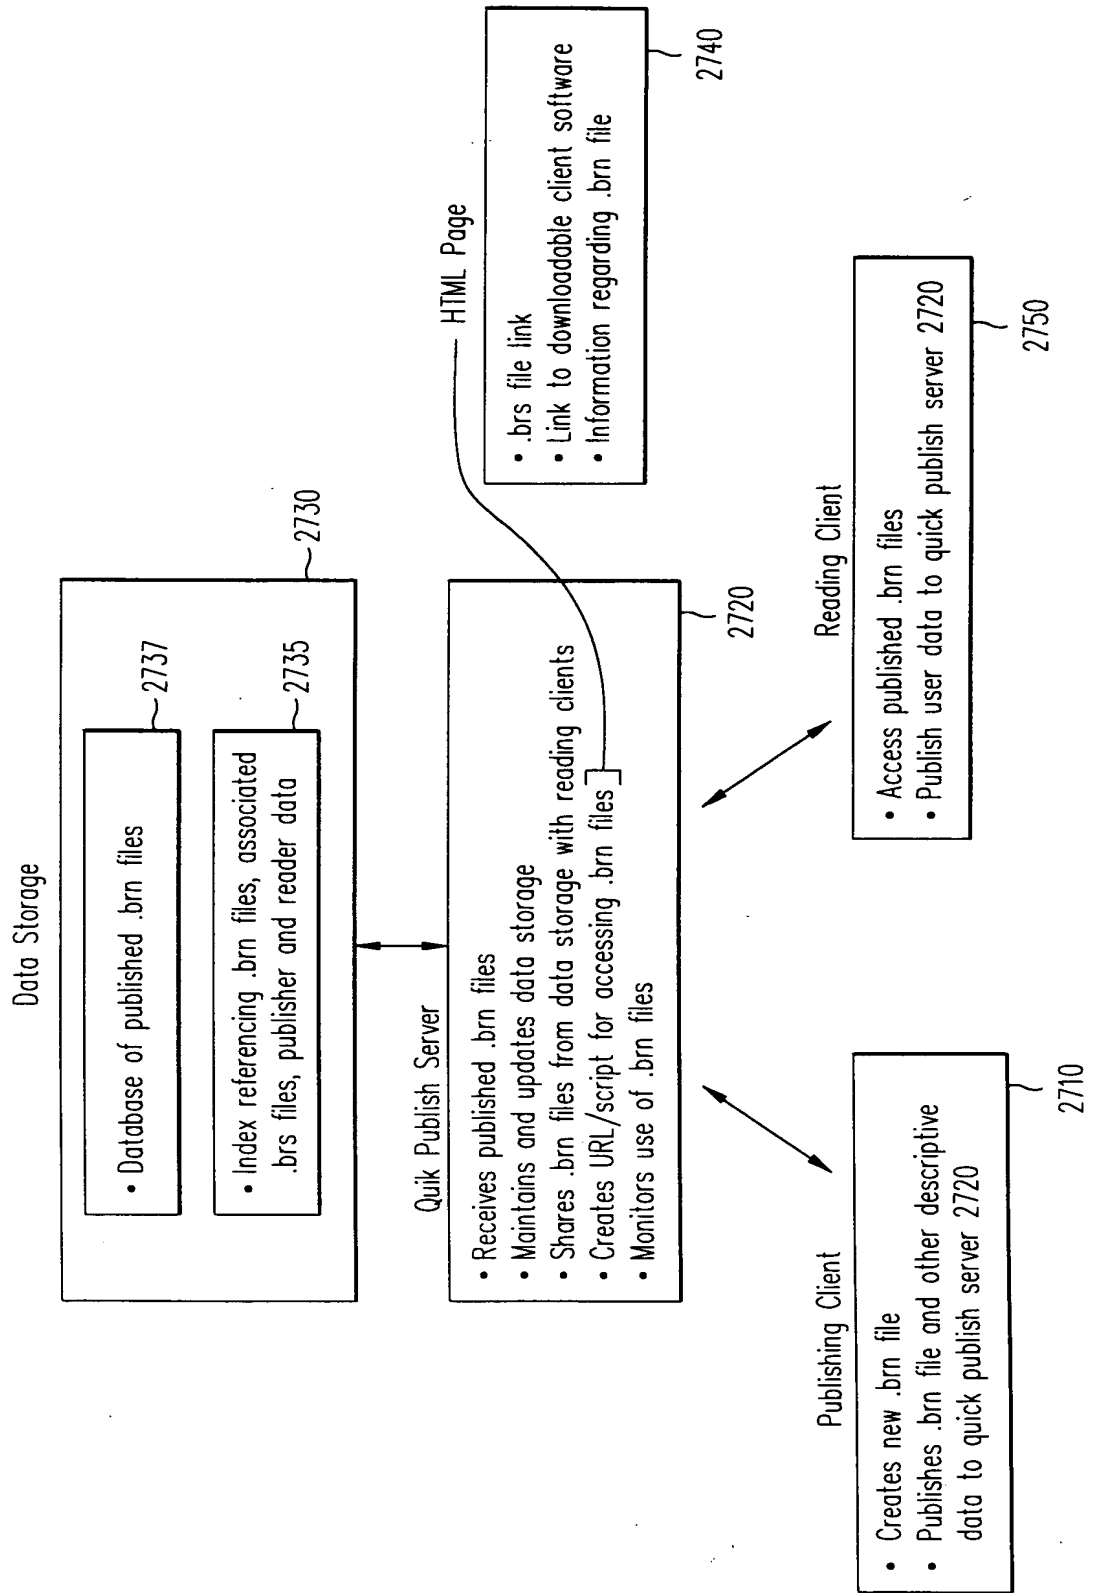 Data Storage
2730
• Database of published .brn files
2737
• Index referencing .brn files, associated
.brs files, publisher and reader data
2735
Quik Publish Server
• Receives published .brn files
• Maintains and updates data storage
• Shares .brn files from data storage with reading clients
• Creates URL/script for accessing .brn files
• Monitors use of .brn files
2720
HTML Page
• .brs file link
• Link to downloadable client software
• Information regarding .brn file
2740
Publishing Client
• Creates new .brn file
• Publishes .brn file and other descriptive
data to quick publish server 2720
2710
Reading Client
• Access published .brn files
• Publish user data to quick publish server 2720
2750